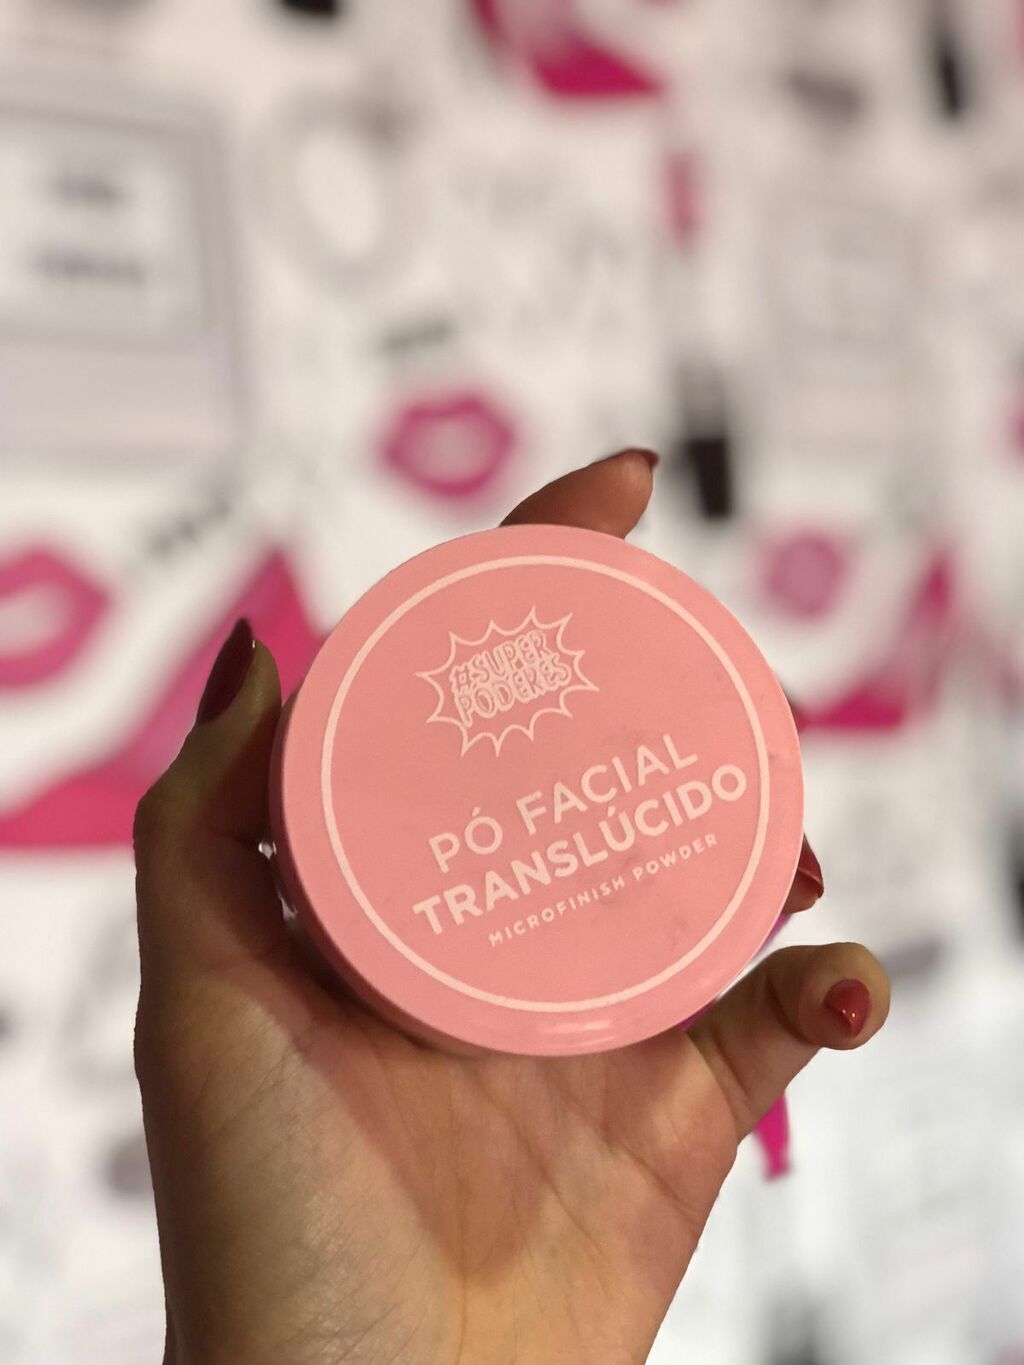 #SUPER
PODERES
PÓ FACIAL
TRANSLÚCIDO
MICROFINISH POWDER